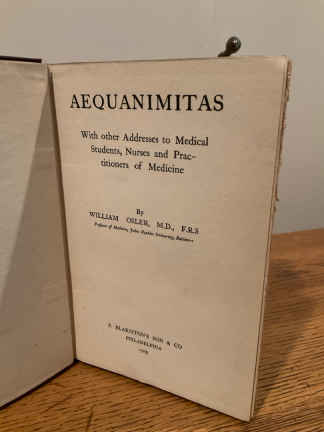 AEQUANIMITAS
With other Addresses to Medical
Students, Nurses and Prac-
titioners of Medicine
By
WILLIAM OSLER, M.D., F.R.S
Professor of Medicine, John Hopkins University, Baltimore
P. BLAKISTON'S SON & CO
PHILADELPHIA